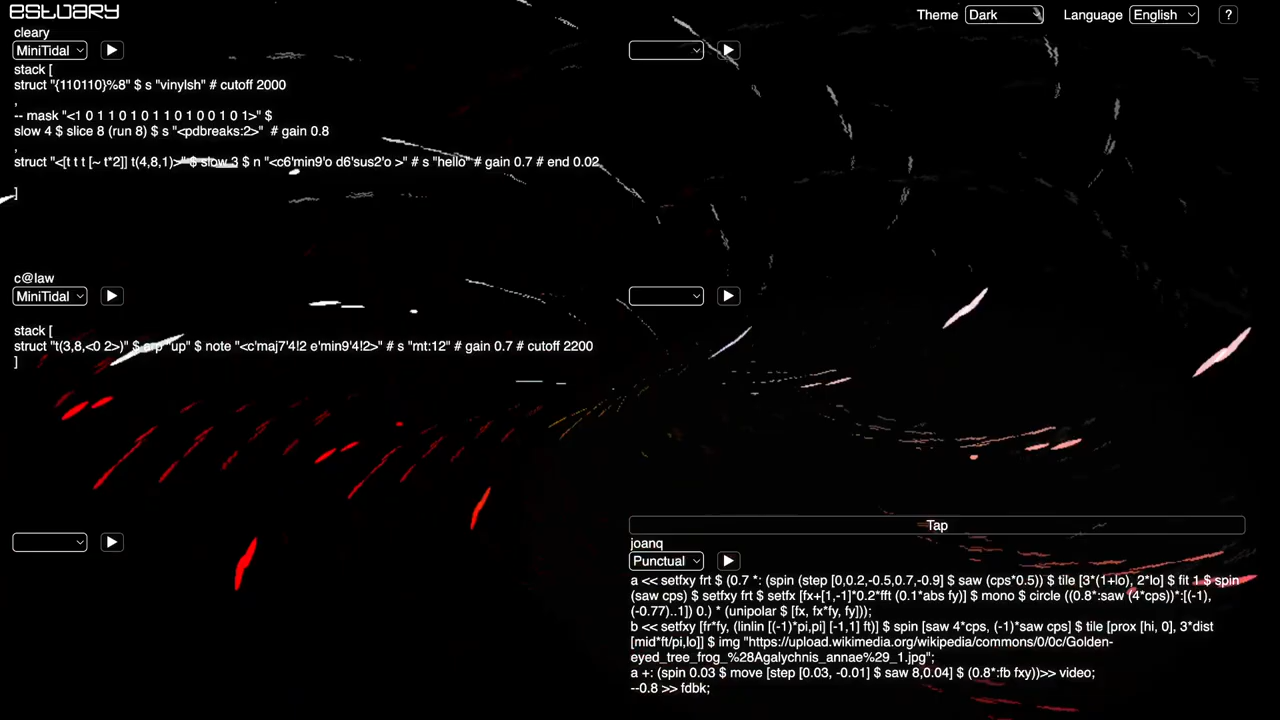 estuary
Theme Dark Language English ?
cleary
MiniTidal
stack [
struct "{110110}%8" $ s "vinylsh" # cutoff 2000
,
-- mask "<1 0 1 1 0 1 0 1 1 0 1 0 0 1 0 1>" $
slow 4 $ slice 8 (run 8) $ s "<pdbreaks:2>" # gain 0.8
,
struct "<[t t t [~ t*2]] t(4,8,1)>" $ slow 3 $ n "<c6'min9'o d6'sus2'o >" # s "hello" # gain 0.7 # end 0.02
]
c@law
MiniTidal
stack [
struct "t(3,8,<0 2>)" $ arp "up" $ note "<c'maj7'4!2 e'min9'4!2>" # s "mt:12" # gain 0.7 # cutoff 2200
]
Tap
joanq
Punctual
a << setfxy frt $ (0.7 *: (spin (step [0,0.2,-0.5,0.7,-0.9] $ saw (cps*0.5)) $ tile [3*(1+lo), 2*lo] $ fit 1 $ spin
(saw cps) $ setfxy frt $ setfx [fx+[1,-1]*0.2*fft (0.1*abs fy)] $ mono $ circle ((0.8*:saw (4*cps))*:[(-1),
(-0.77)..1]) 0.) * (unipolar $ [fx, fx*fy, fy]));
b << setfxy [fr*fy, (linlin [(-1)*pi,pi] [-1,1] ft)] $ spin [saw 4*cps, (-1)*saw cps] $ tile [prox [hi, 0], 3*dist
[mid*ft/pi,lo]] $ img "https://upload.wikimedia.org/wikipedia/commons/0/0c/Golden-
eyed_tree_frog_%28Agalychnis_annae%29_1.jpg";
a +: (spin 0.03 $ move [step [0.03, -0.01] $ saw 8,0.04] $ (0.8*:fb fxy))>> video;
--0.8 >> fdbk;